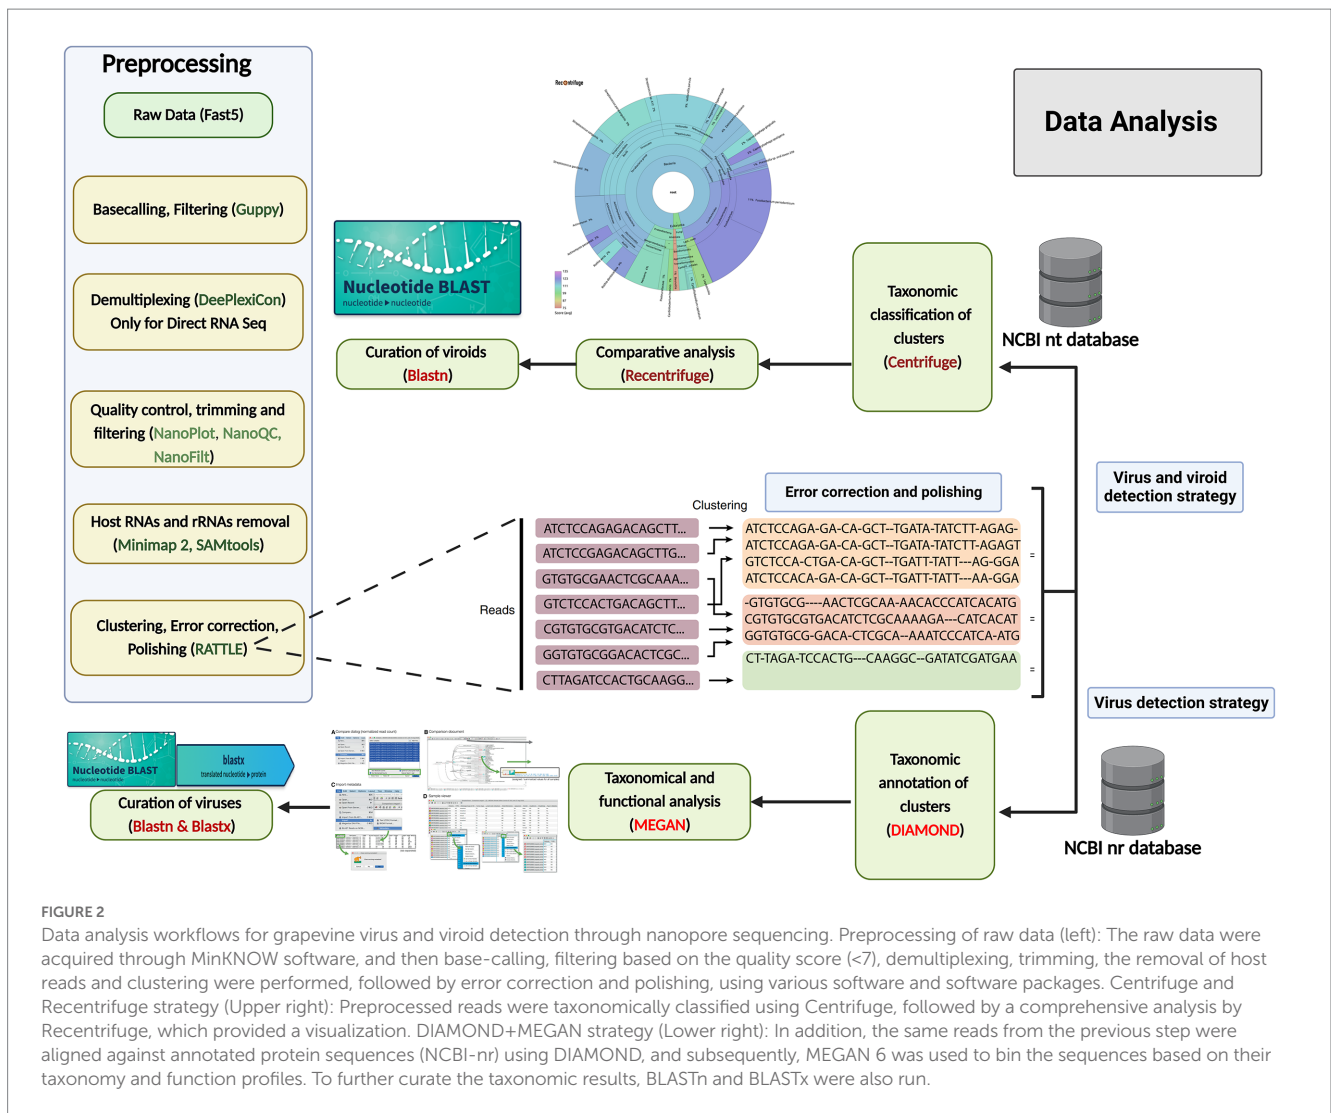 Preprocessing
Raw Data (Fast5)
Basecalling, Filtering (Guppy)
Demultiplexing (DeePlexiCon)
Only for Direct RNA Seq
Quality control, trimming and
filtering (NanoPlot, NanoQC,
NanoFilt)
Host RNAs and rRNAs removal
(Minimap 2, SAMtools)
Clustering, Error correction,
Polishing (RATTLE)
Recentrifuge
Data Analysis
Nucleotide BLAST
nucleotide ▶ nucleotide
Curation of viroids
(Blastn)
Comparative analysis
(Recentrifuge)
Taxonomic
classification of
clusters
(Centrifuge)
NCBI nt database
Virus and viroid
detection strategy
Clustering
Error correction and polishing
Reads
ATCTCCAGAGACAGCTT...
ATCTCCGAGACAGCTTG...
GTGTGCGAACTCGCAAA...
GTCTCCACTGACAGCTT...
CGTGTGCGTGACATCTC...
GGTGTGCGGACACTCGC...
CTTAGATCCACTGCAAGG...
ATCTCCAGA-GA-CA-GCT--TGATA-TATCTT-AGAG-
ATCTCCAGA-GA-CA-GCT--TGATA-TATCTT-AGAGT
GTCTCCA-CTGA-CA-GCT--TGATT-TATT---AG-GGA
ATCTCCACA-GA-CA-GCT--TGATT-TATT---AA-GGA
-GTGTGCG----AACTCGCAA-AACACCCATCACATG
CGTGTGCGTGACATCTCGCAAAAGA---CATCACAT
GGTGTGCG-GACA-CTCGCA--AAATCCCATCA-ATG
CT-TAGA-TCCACTG---CAAGGC--GATATCGATGAA
Virus detection strategy
Nucleotide BLAST
nucleotide ▶ nucleotide
blastx
translated nucleotide ▶ protein
Curation of viruses
(Blastn & Blastx)
Taxonomical and
functional analysis
(MEGAN)
Taxonomic
annotation of
clusters
(DIAMOND)
NCBI nr database
FIGURE 2
Data analysis workflows for grapevine virus and viroid detection through nanopore sequencing. Preprocessing of raw data (left): The raw data were
acquired through MinKNOW software, and then base-calling, filtering based on the quality score (<7), demultiplexing, trimming, the removal of host
reads and clustering were performed, followed by error correction and polishing, using various software and software packages. Centrifuge and
Recentrifuge strategy (Upper right): Preprocessed reads were taxonomically classified using Centrifuge, followed by a comprehensive analysis by
Recentrifuge, which provided a visualization. DIAMOND+MEGAN strategy (Lower right): In addition, the same reads from the previous step were
aligned against annotated protein sequences (NCBI-nr) using DIAMOND, and subsequently, MEGAN 6 was used to bin the sequences based on their
taxonomy and function profiles. To further curate the taxonomic results, BLASTn and BLASTx were also run.